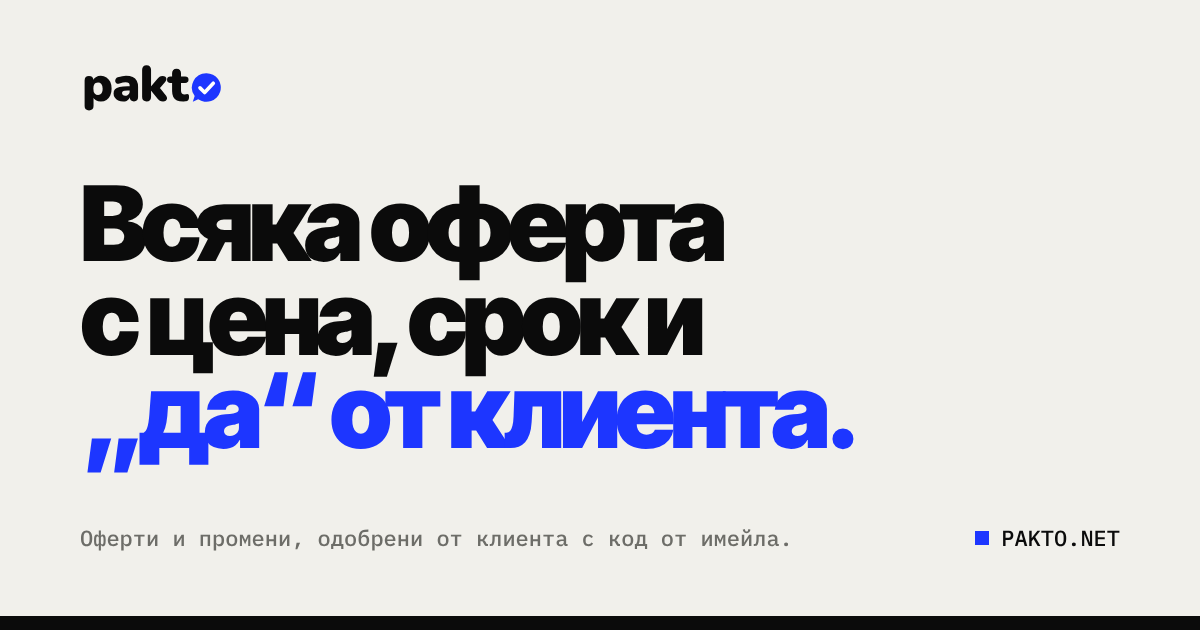 pakto
Всяка оферта
с цена, срок и
„да“ от клиента.
Оферти и промени, одобрени от клиента с код от имейла.
PAKTO.NET